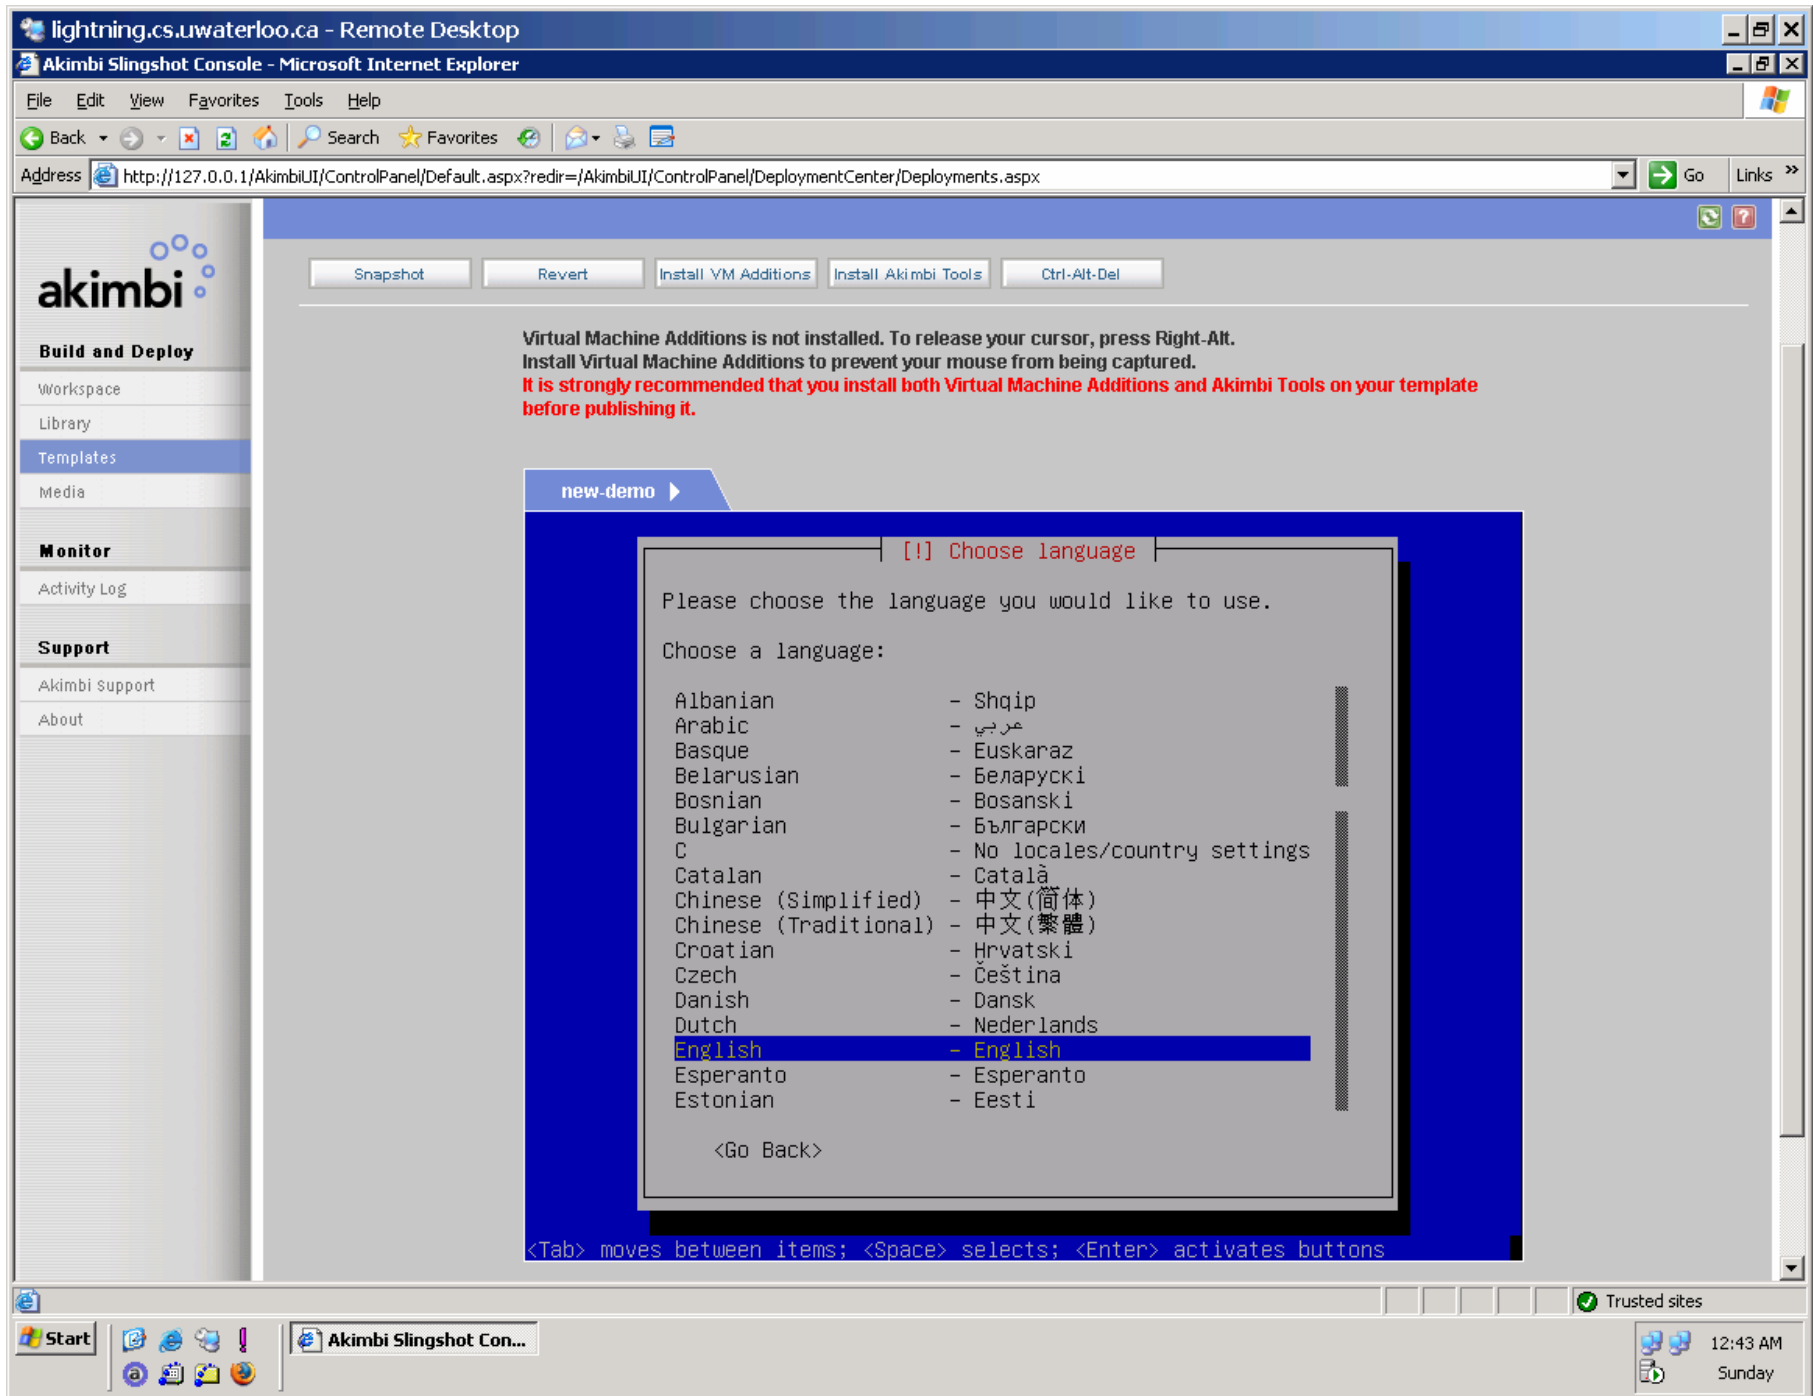 lightning.cs.uwaterloo.ca - Remote Desktop
Akimbi Slingshot Console - Microsoft Internet Explorer
File Edit View Favorites Tools Help
Back Search Favorites
Address http://127.0.0.1/AkimbiUI/ControlPanel/Default.aspx?redir=/AkimbiUI/ControlPanel/DeploymentCenter/Deployments.aspx Go Links »
akimbi
Build and Deploy
Workspace
Library
Templates
Media
Monitor
Activity Log
Support
Akimbi Support
About
Snapshot Revert Install VM Additions Install Akimbi Tools Ctrl-Alt-Del
Virtual Machine Additions is not installed. To release your cursor, press Right-Alt.
Install Virtual Machine Additions to prevent your mouse from being captured.
It is strongly recommended that you install both Virtual Machine Additions and Akimbi Tools on your template
before publishing it.
new-demo
[!] Choose language
Please choose the language you would like to use.
Choose a language:
Albanian - Shqip
Arabic - عربي
Basque - Euskaraz
Belarusian - Беларускі
Bosnian - Bosanski
Bulgarian - Български
C - No locales/country settings
Catalan - Català
Chinese (Simplified) - 中文(简体)
Chinese (Traditional) - 中文(繁體)
Croatian - Hrvatski
Czech - Čeština
Danish - Dansk
Dutch - Nederlands
English - English
Esperanto - Esperanto
Estonian - Eesti
<Go Back>
<Tab> moves between items; <Space> selects; <Enter> activates buttons
Trusted sites
Start Akimbi Slingshot Con... 12:43 AM
Sunday